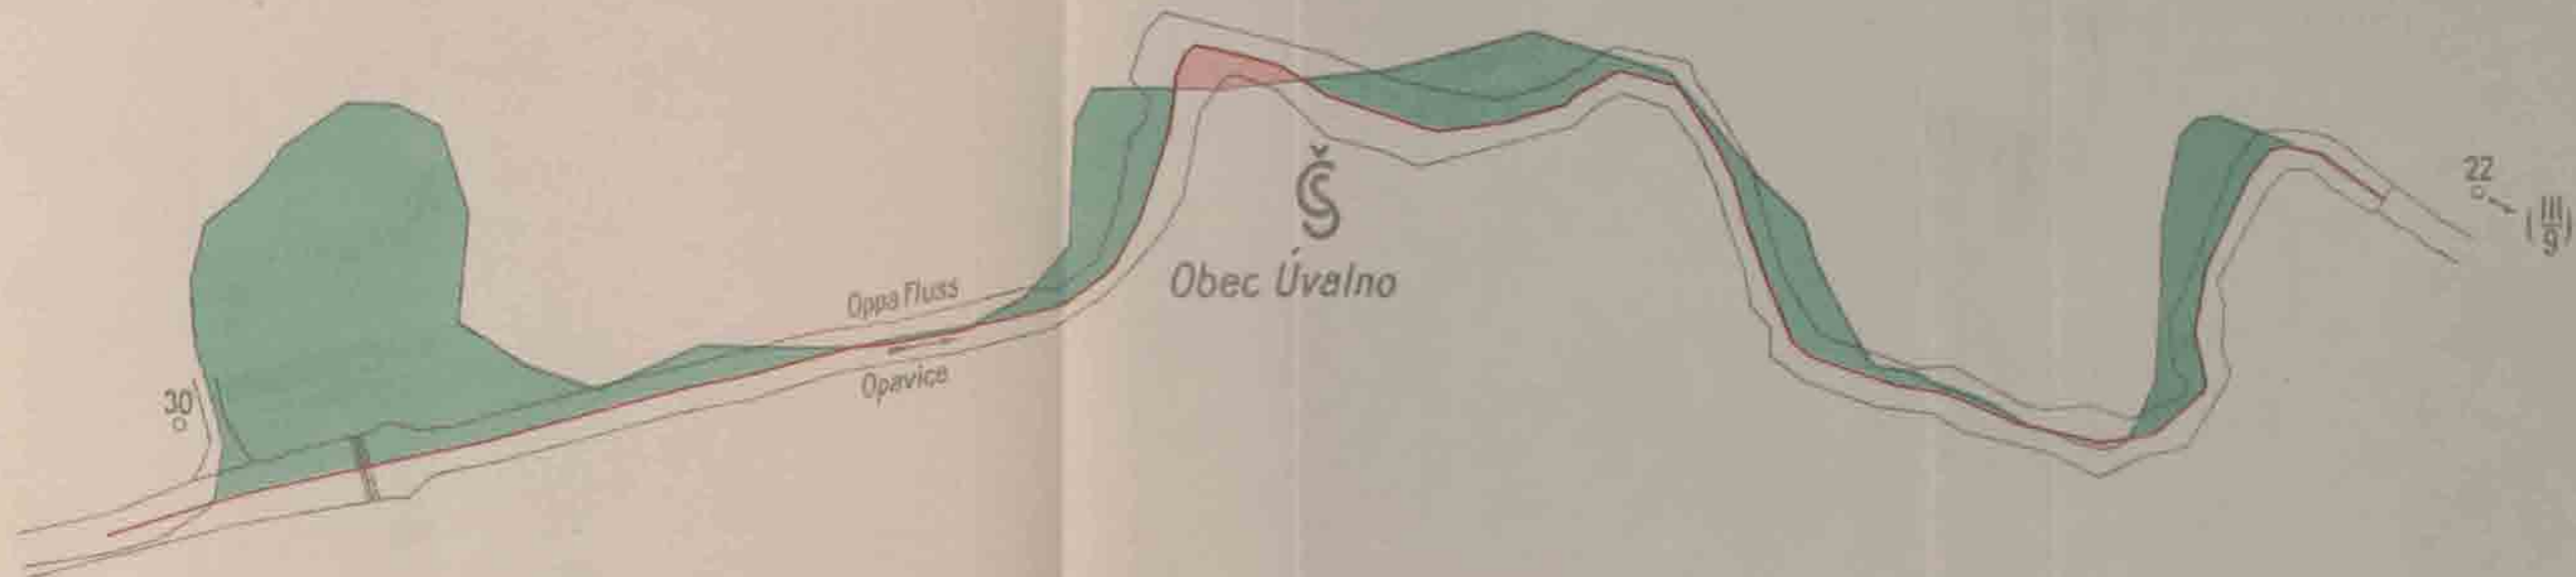 Oppa Fluss
Opavice
Š
Obec Úvalno
30
22
(III/9)